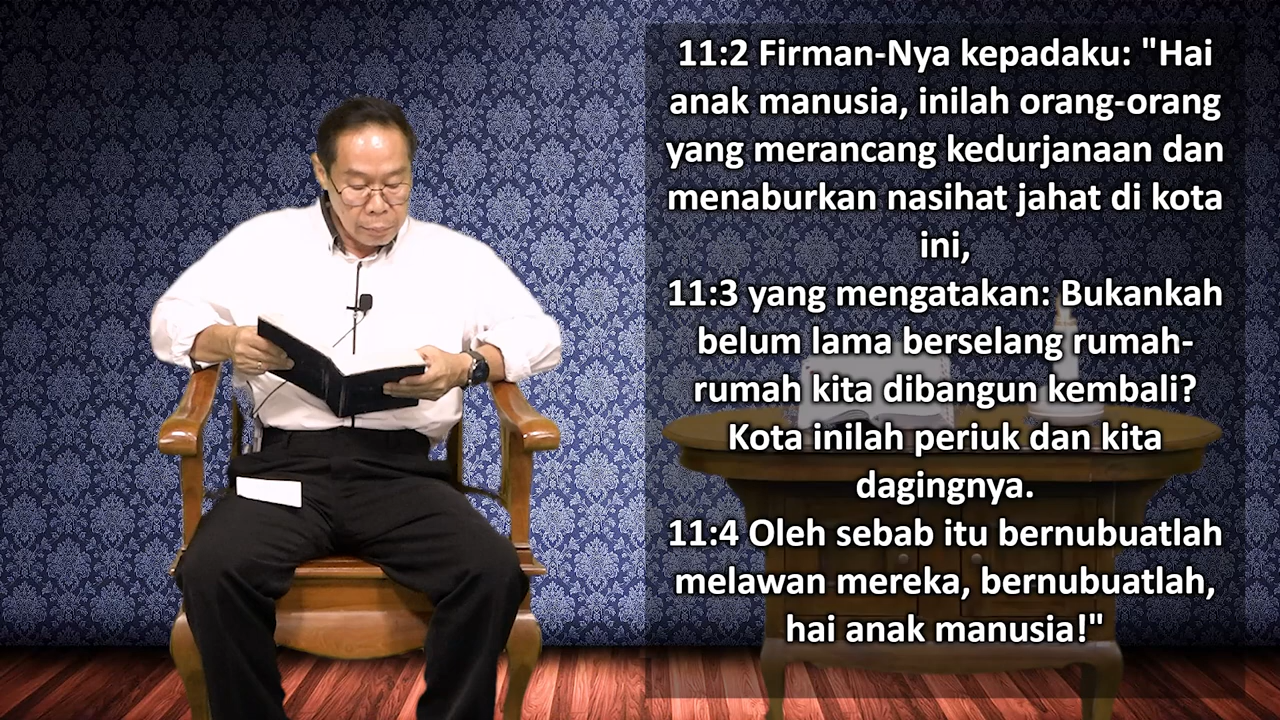 11:2 Firman-Nya kepadaku: "Hai
anak manusia, inilah orang-orang
yang merancang kedurjanaan dan
menaburkan nasihat jahat di kota
ini,
11:3 yang mengatakan: Bukankah
belum lama berselang rumah-
rumah kita dibangun kembali?
Kota inilah periuk dan kita
dagingnya.
11:4 Oleh sebab itu bernubuatlah
melawan mereka, bernubuatlah,
hai anak manusia!"